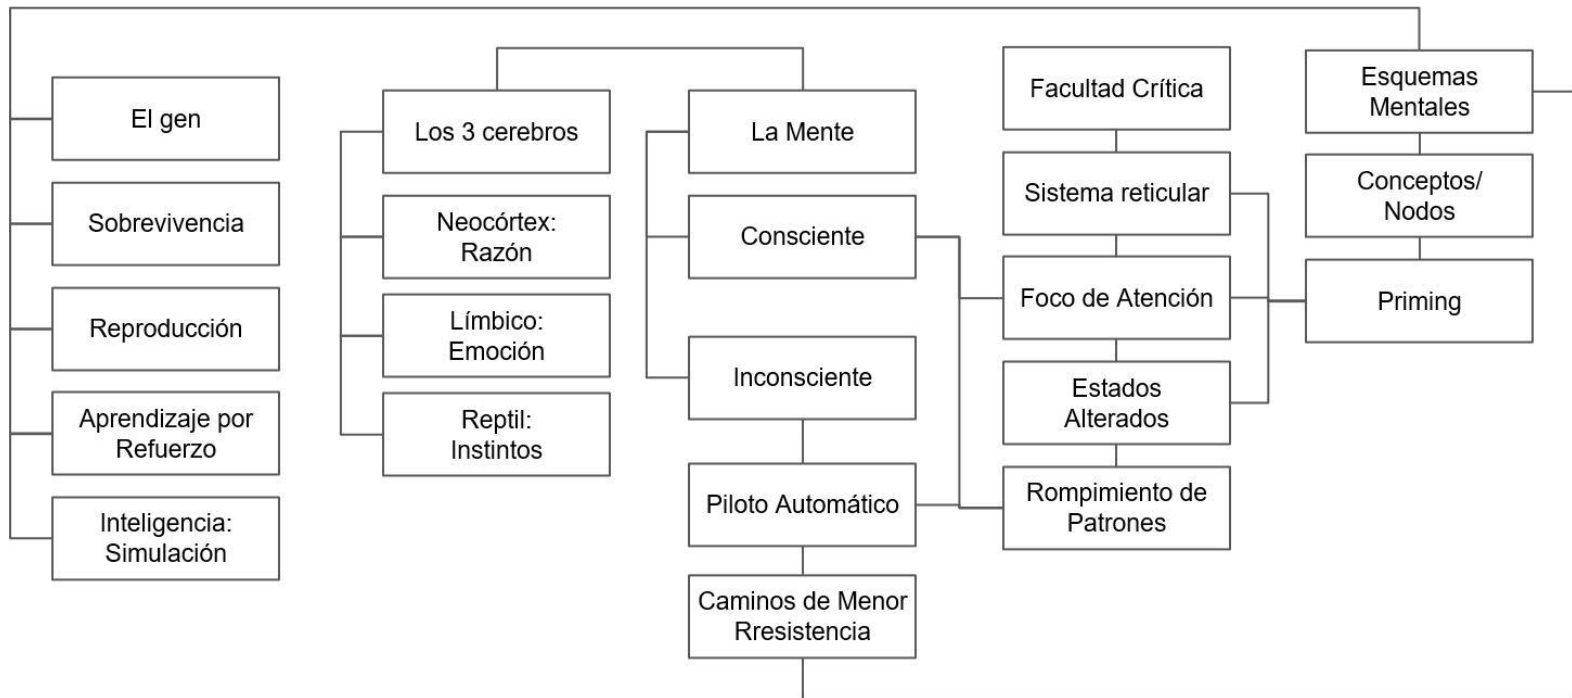 El gen
Sobrevivencia
Reproducción
Aprendizaje por
Refuerzo
Inteligencia:
Simulación
Los 3 cerebros
Neocórtex:
Razón
Límbico:
Emoción
Reptil:
Instintos
La Mente
Consciente
Inconsciente
Piloto Automático
Caminos de Menor
Rresistencia
Facultad Crítica
Sistema reticular
Foco de Atención
Estados
Alterados
Rompimiento de
Patrones
Esquemas
Mentales
Conceptos/
Nodos
Priming